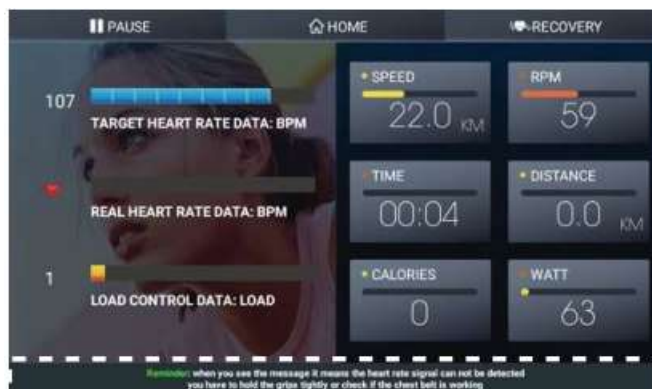 PAUSE
HOME
RECOVERY
107
TARGET HEART RATE DATA: BPM
REAL HEART RATE DATA: BPM
1
LOAD CONTROL DATA: LOAD
SPEED
22.0 KM
RPM
59
TIME
00:04
DISTANCE
0.0 KM
CALORIES
0
WATT
63
Reminder: when you see the message it means the heart rate signal can not be detected
you have to hold the grips tightly or check if the chest belt is working